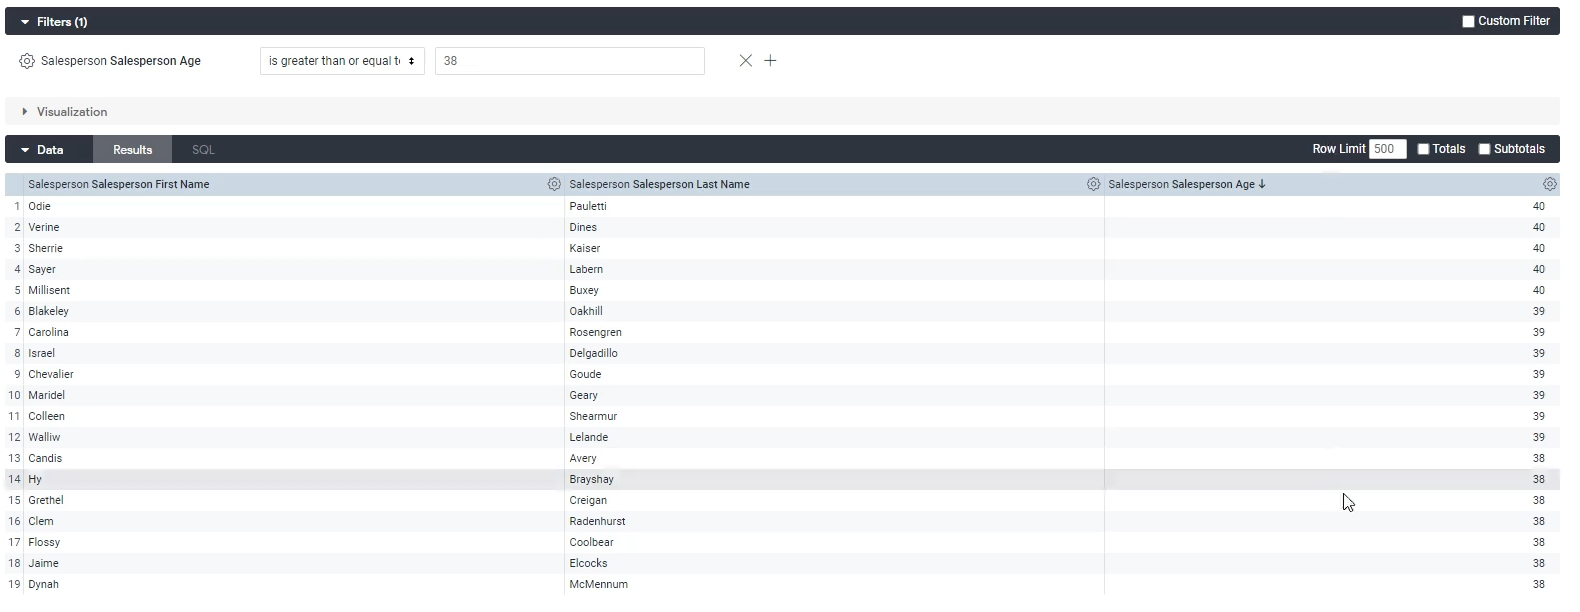 Filters (1) Custom Filter
Salesperson Salesperson Age is greater than or equal t 38
Visualization
Data Results SQL Row Limit 500 Totals Subtotals
Salesperson Salesperson First Name Salesperson Salesperson Last Name Salesperson Salesperson Age ↓
1 Odie Pauletti 40
2 Verine Dines 40
3 Sherrie Kaiser 40
4 Sayer Labern 40
5 Millisent Buxey 40
6 Blakeley Oakhill 39
7 Carolina Rosengren 39
8 Israel Delgadillo 39
9 Chevalier Goude 39
10 Maridel Geary 39
11 Colleen Shearmur 39
12 Walliw Lelande 39
13 Candis Avery 38
14 Hy Brayshay 38
15 Grethel Creigan 38
16 Clem Radenhurst 38
17 Flossy Coolbear 38
18 Jaime Elcocks 38
19 Dynah McMennum 38